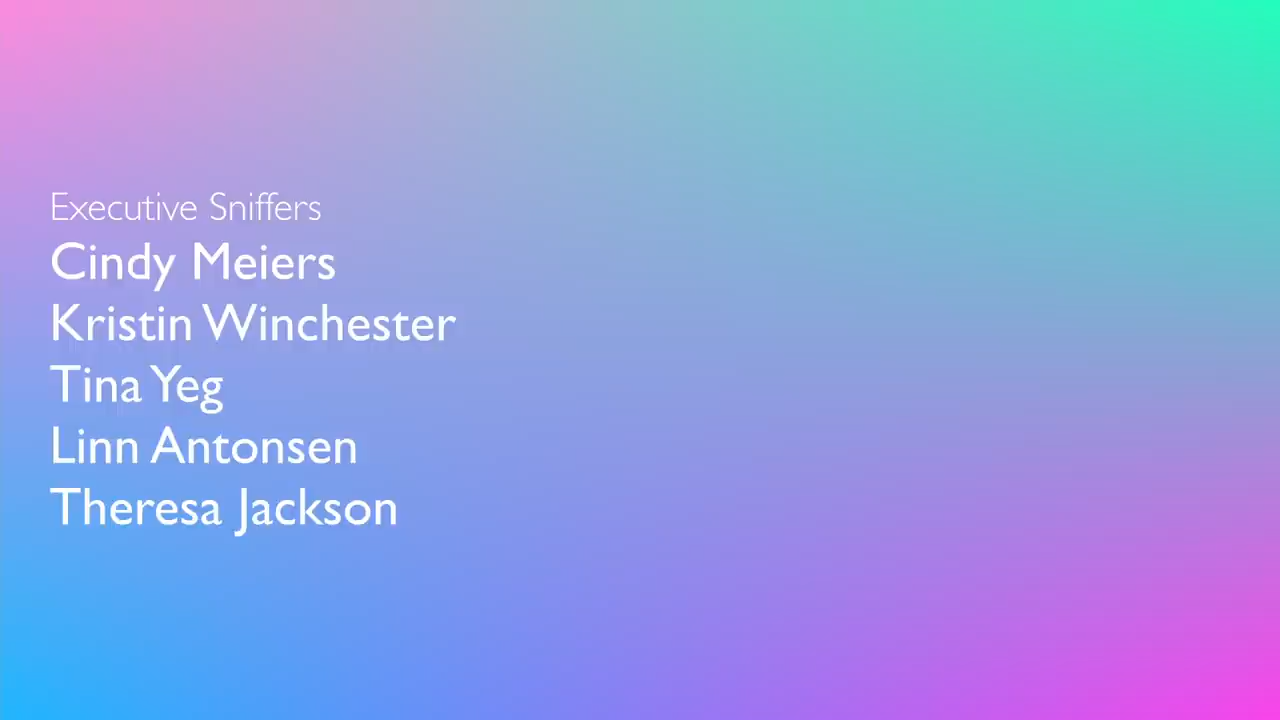 Executive Sniffers
Cindy Meiers
Kristin Winchester
Tina Yeg
Linn Antonsen
Theresa Jackson